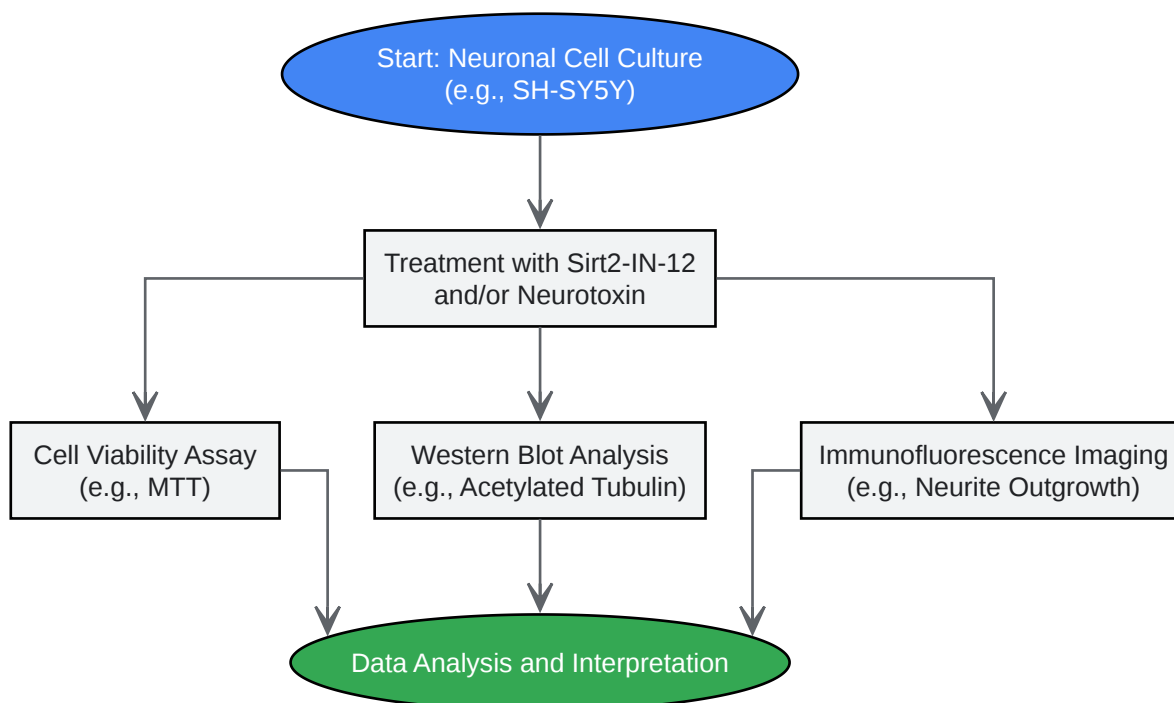 Start: Neuronal Cell Culture
(e.g., SH-SY5Y)
Treatment with Sirt2-IN-12
and/or Neurotoxin
Cell Viability Assay
(e.g., MTT)
Western Blot Analysis
(e.g., Acetylated Tubulin)
Immunofluorescence Imaging
(e.g., Neurite Outgrowth)
Data Analysis and Interpretation